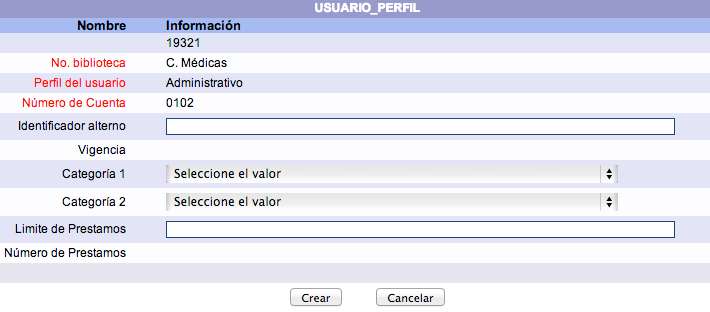 USUARIO_PERFIL
Nombre Información
19321
No. biblioteca C. Médicas
Perfil del usuario Administrativo
Número de Cuenta 0102
Identificador alterno
Vigencia
Categoría 1 Seleccione el valor
Categoría 2 Seleccione el valor
Limite de Prestamos
Número de Prestamos
Crear Cancelar